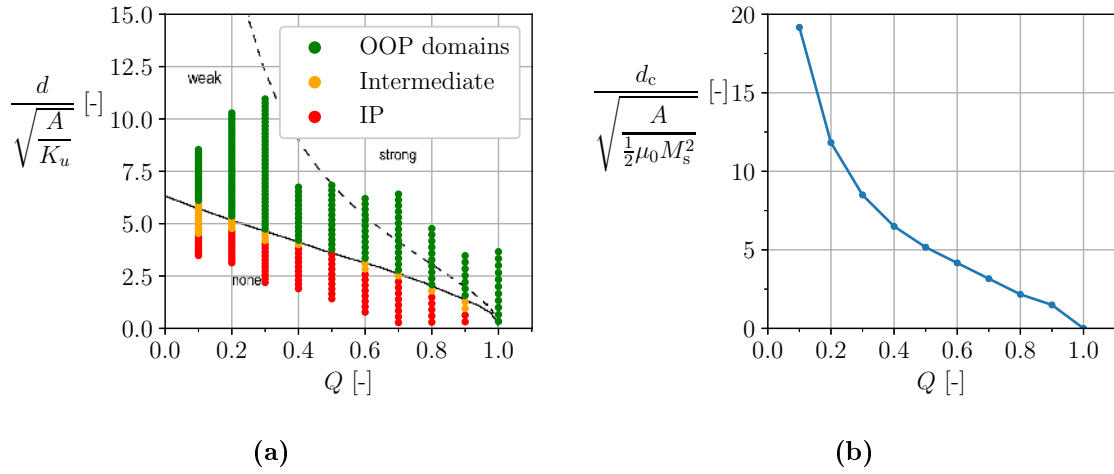 15.0
12.5
10.0
7.5
5.0
2.5
0.0
d
√A
K_u
[-]
OOP domains
Intermediate
IP
weak
strong
none
0.0 0.2 0.4 0.6 0.8 1.0
Q [-]
(a)
20
15
10
5
0
d_c
√A
½μ₀M_s²
[-]
0.0 0.2 0.4 0.6 0.8 1.0
Q [-]
(b)